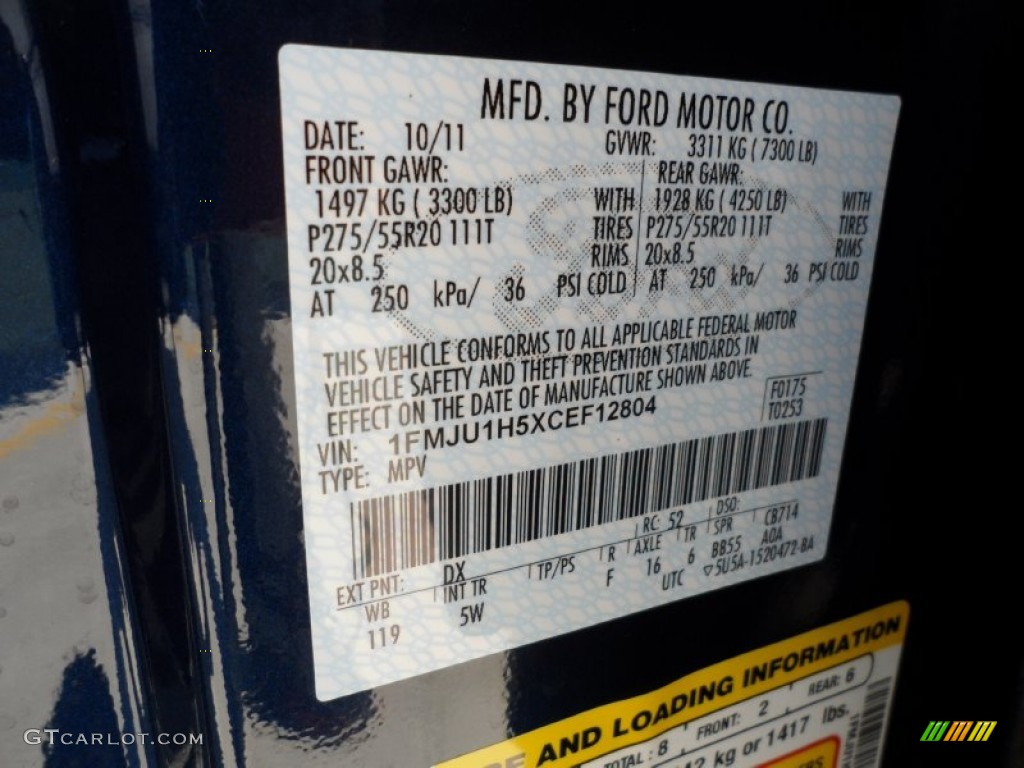 MFD. BY FORD MOTOR CO.
DATE: 10/11 GVWR: 3311 KG ( 7300 LB)
FRONT GAWR: REAR GAWR:
1497 KG ( 3300 LB) WITH 1928 KG ( 4250 LB) WITH
P275/55R20 111T TIRES P275/55R20 111T TIRES
20x8.5 RIMS 20x8.5 RIMS
AT 250 kPa/ 36 PSI COLD AT 250 kPa/ 36 PSI COLD
THIS VEHICLE CONFORMS TO ALL APPLICABLE FEDERAL MOTOR
VEHICLE SAFETY AND THEFT PREVENTION STANDARDS IN
EFFECT ON THE DATE OF MANUFACTURE SHOWN ABOVE.
F0175
VIN: 1FMJU1H5XCEF12804 T0253
TYPE: MPV
EXT PNT: DX RC: 52 DSO:
WB INT TR TP/PS R AXLE TR SPR CB714
119 5W F 16 6 BB55 AOA
UTC ▽5U5A-1520472-BA
AND LOADING INFORMATION
TOTAL: 8 FRONT: 2 REAR: 6
kg or 1417 lbs.
GTCARLOT.COM